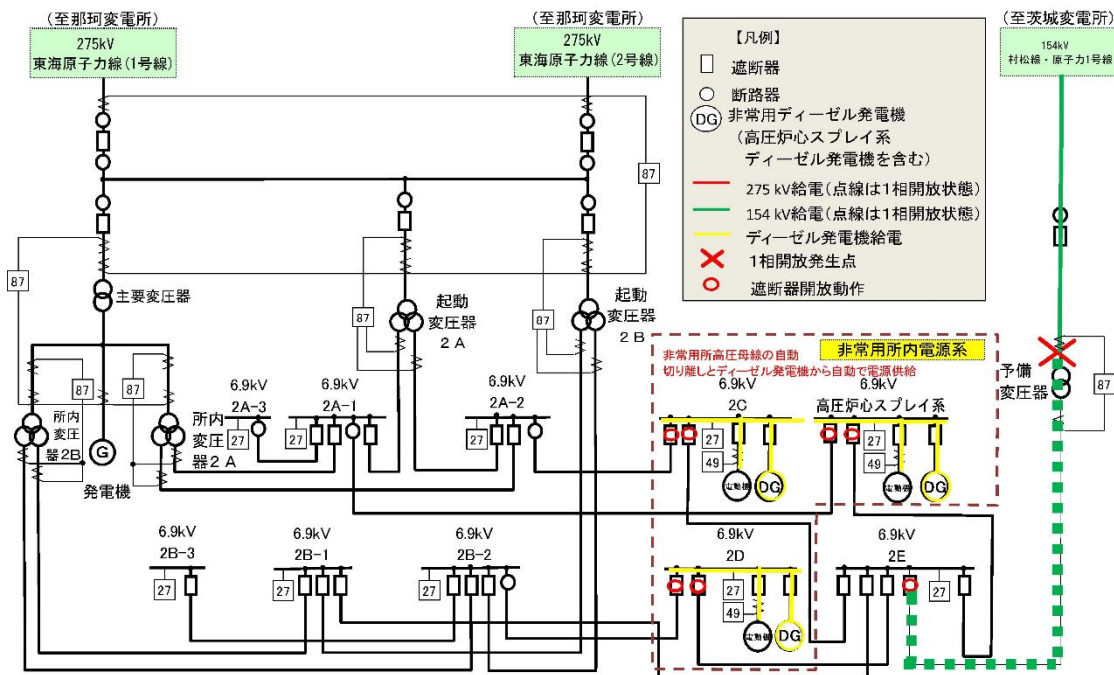 (至那珂変電所)
275kV
東海原子力線(1号線)
(至那珂変電所)
275kV
東海原子力線(2号線)
(至茨城変電所)
154kV
村松線・原子力1号線
【凡例】
遮断器
断路器
DG
非常用ディーゼル発電機
(高圧炉心スプレイ系
ディーゼル発電機を含む)
275 kV給電(点線は1相開放状態)
154 kV給電(点線は1相開放状態)
ディーゼル発電機給電
1相開放発生点
遮断器開放動作
87
87
主要変圧器
87
起動
変圧器
2A
87
起動
変圧器
2B
予備
変圧器
87
87
87
所内
変圧
器2B
G
発電機
所内
変圧
器2A
非常用所高圧母線の自動
切り離しとディーゼル発電機から自動で電源供給
非常用所内電源系
6.9kV
2A-3
27
6.9kV
2A-1
27
6.9kV
2A-2
27
6.9kV
2C
27
49
電動機
DG
6.9kV
高圧炉心スプレイ系
27
49
電動機
DG
6.9kV
2B-3
27
6.9kV
2B-1
27
6.9kV
2B-2
27
6.9kV
2D
27
49
電動機
DG
6.9kV
2E
27